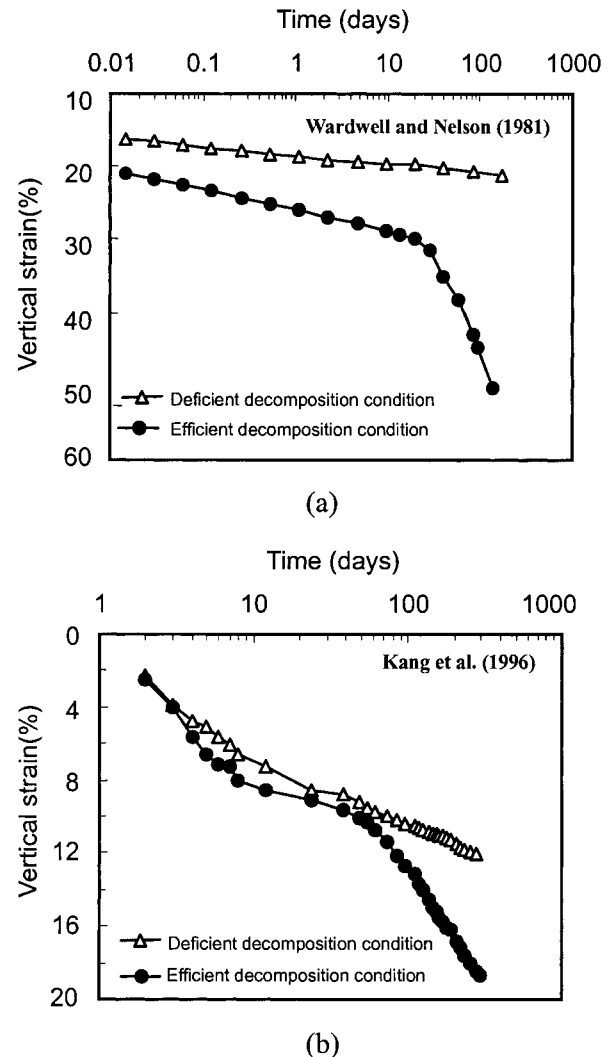 Time (days)
0.01 0.1 1 10 100 1000
10
20
30
40
50
60
Vertical strain(%)
Wardwell and Nelson (1981)
Deficient decomposition condition
Efficient decomposition condition
(a)
Time (days)
1 10 100 1000
0
4
8
12
16
20
Vertical strain(%)
Kang et al. (1996)
Deficient decomposition condition
Efficient decomposition condition
(b)